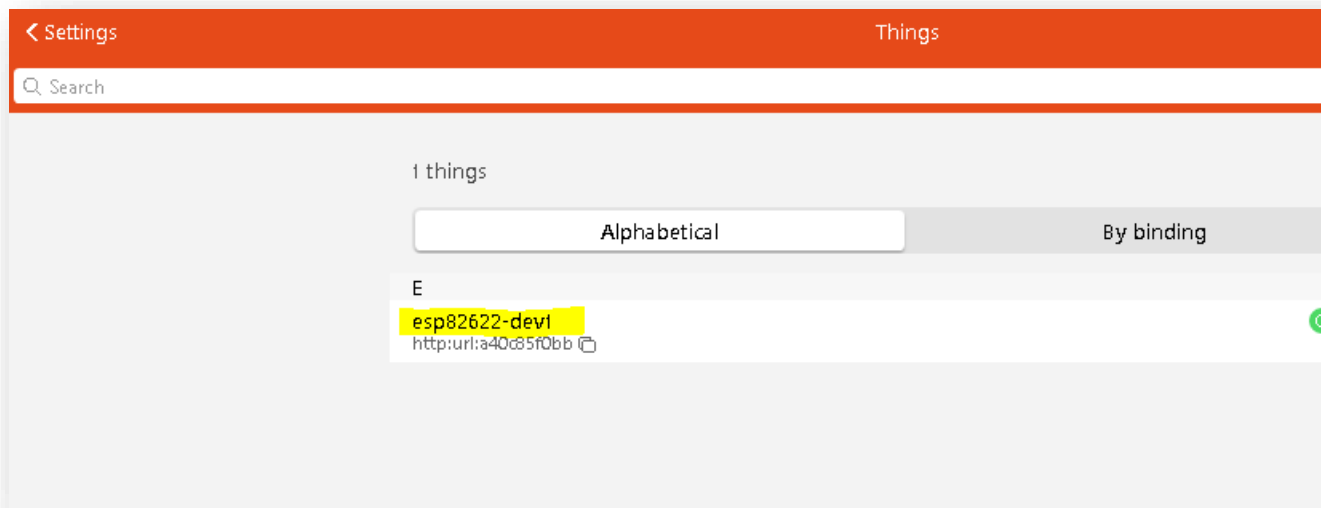 Settings
Things
Search
1 things
Alphabetical
By binding
E
esp82622-dev1
http:url:a40c85f0bb